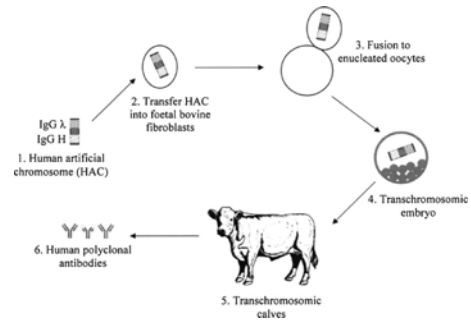 IgG λ
IgG H
1. Human artificial
chromosome (HAC)
2. Transfer HAC
into foetal bovine
fibroblasts
3. Fusion to
enucleated oocytes
4. Transchromosomic
embryo
5. Transchromosomic
calves
6. Human polyclonal
antibodies